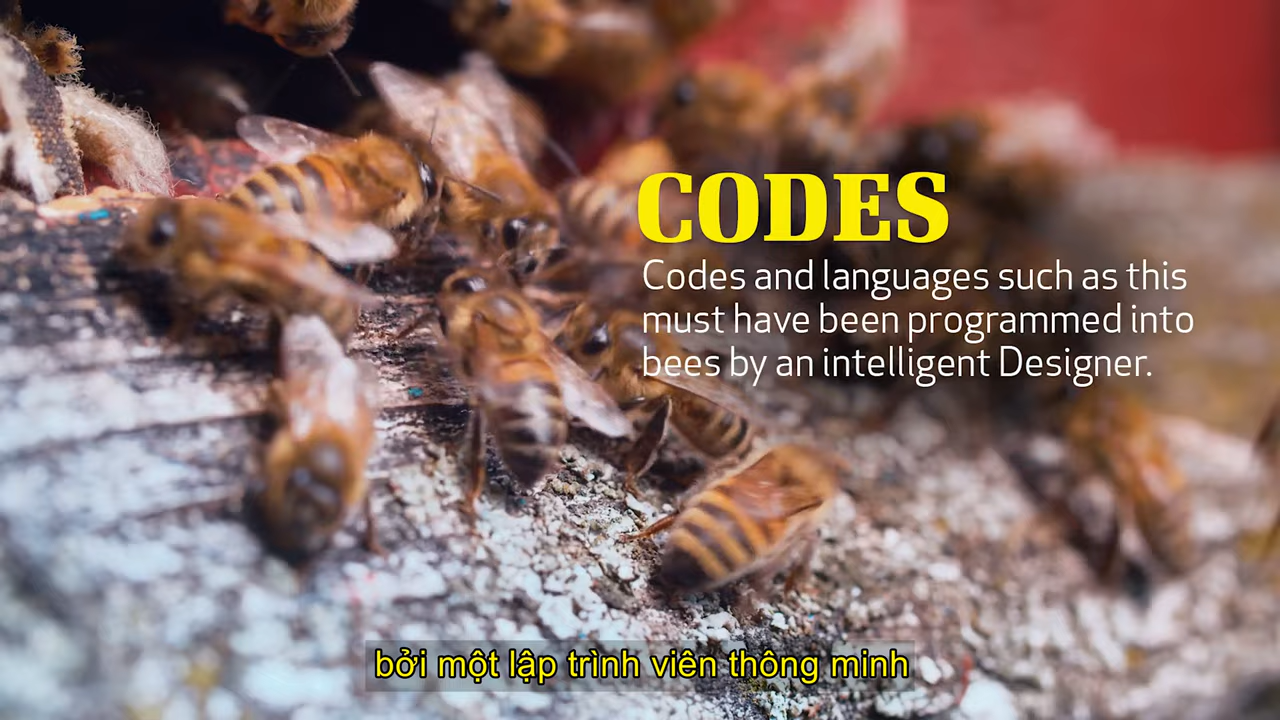 CODES
Codes and languages such as this
must have been programmed into
bees by an intelligent Designer.
bởi một lập trình viên thông minh